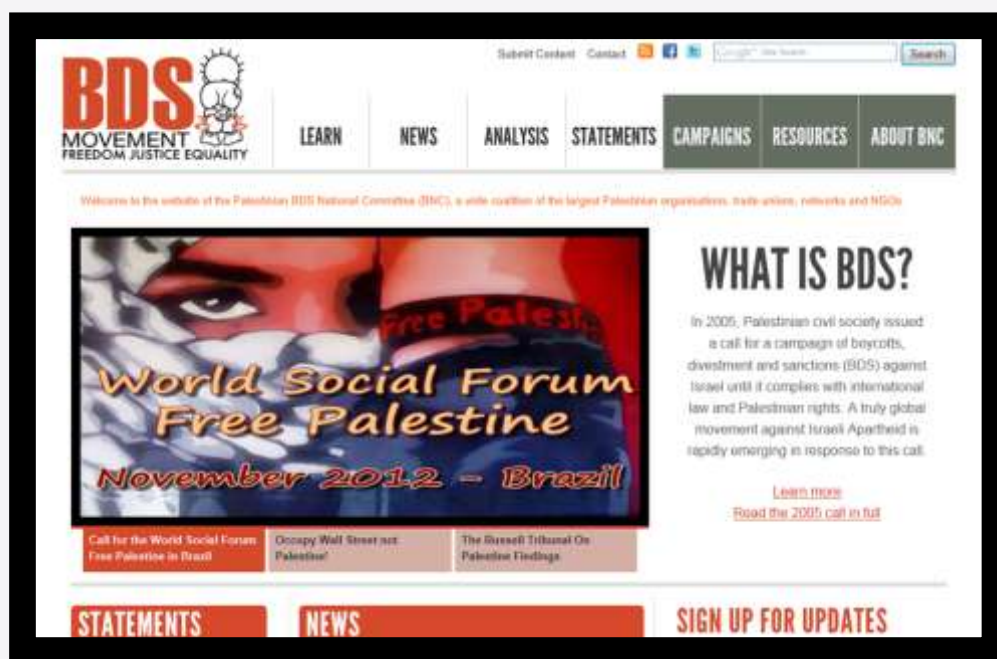 Submit Content Contact
Google™ Site Search
Search
BDS
MOVEMENT
FREEDOM JUSTICE EQUALITY
LEARN
NEWS
ANALYSIS
STATEMENTS
CAMPAIGNS
RESOURCES
ABOUT BNC
Welcome to the website of the Palestinian BDS National Committee (BNC), a wide coalition of the largest Palestinian organisations, trade unions, networks and NGOs
Free Palestin
World Social Forum
Free Palestine
November 2012 - Brazil
Call for the World Social Forum
Free Palestine in Brazil
Occupy Wall Street not
Palestine!
The Russell Tribunal On
Palestine Findings
WHAT IS BDS?
In 2005, Palestinian civil society issued
a call for a campaign of boycotts,
divestment and sanctions (BDS) against
Israel until it complies with international
law and Palestinian rights. A truly global
movement against Israeli Apartheid is
rapidly emerging in response to this call.
Learn more
Read the 2005 call in full
STATEMENTS
NEWS
SIGN UP FOR UPDATES